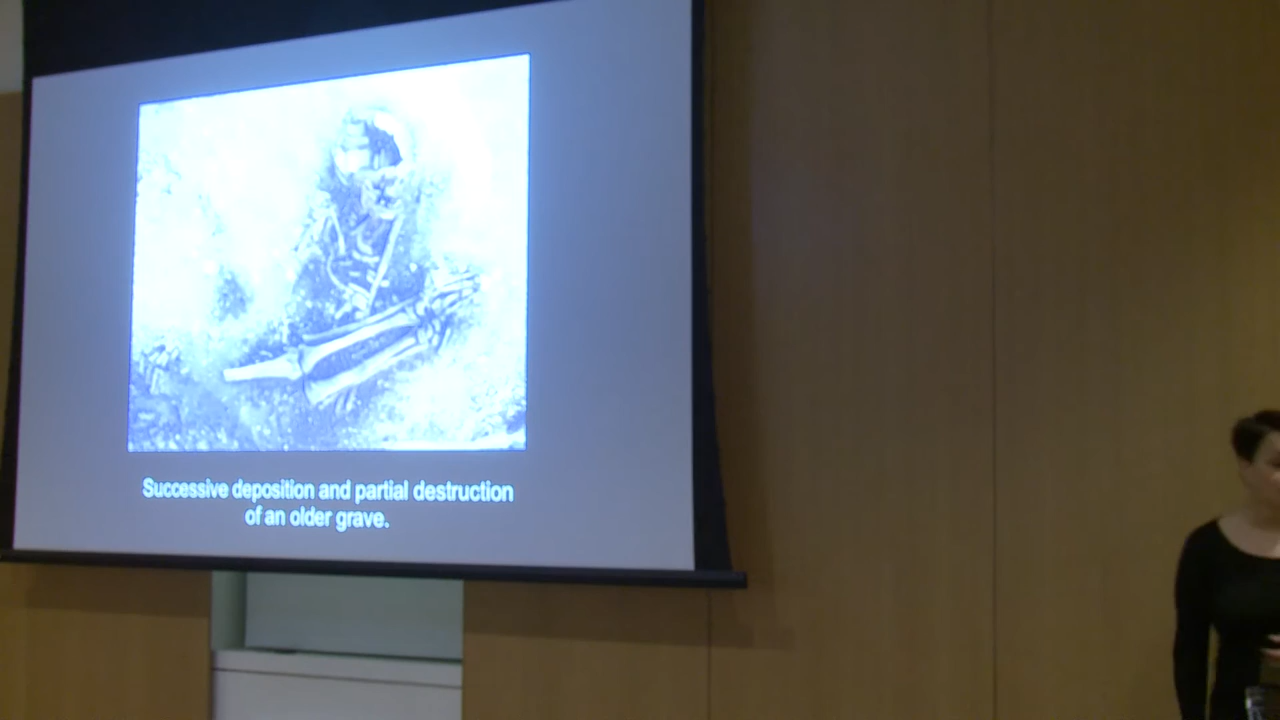 Successive deposition and partial destruction
of an older grave.